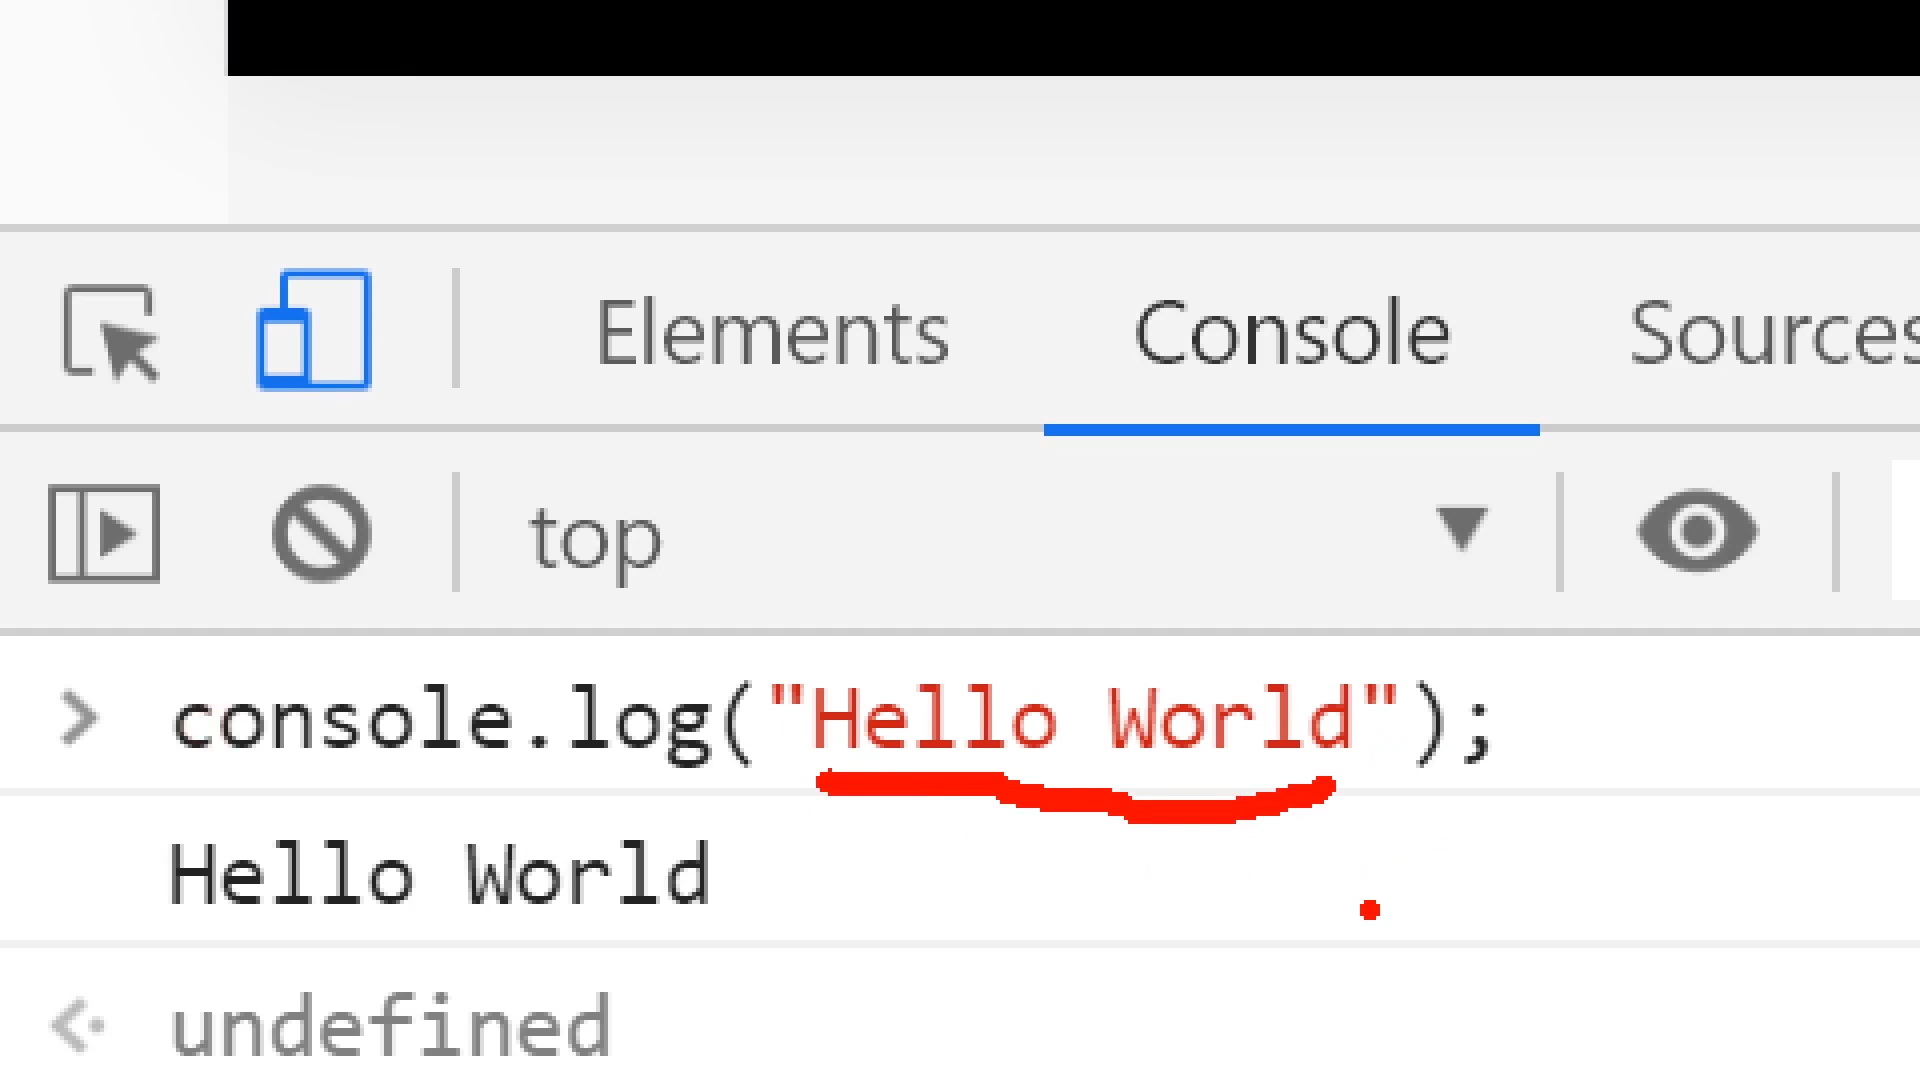 Elements Console Sources
top
console.log("Hello World");
Hello World
undefined